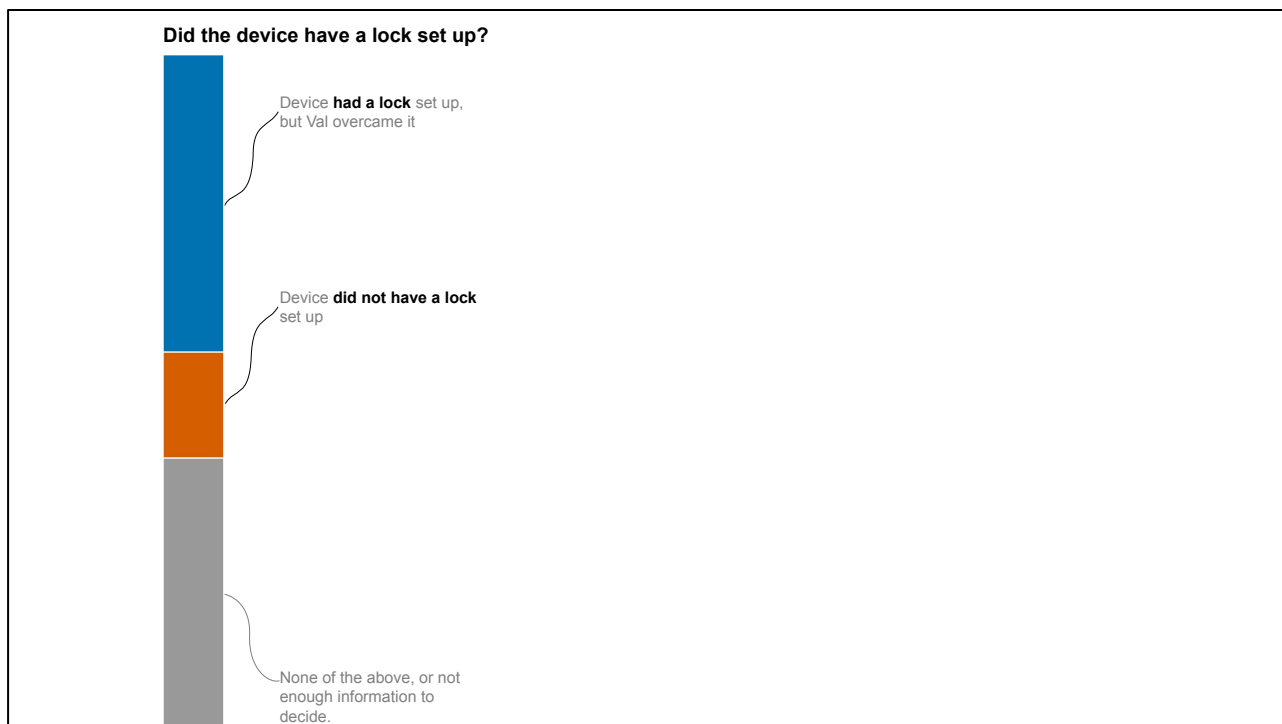 Did the device have a lock set up?
Device had a lock set up,
but Val overcame it
Device did not have a lock
set up
None of the above, or not
enough information to
decide.